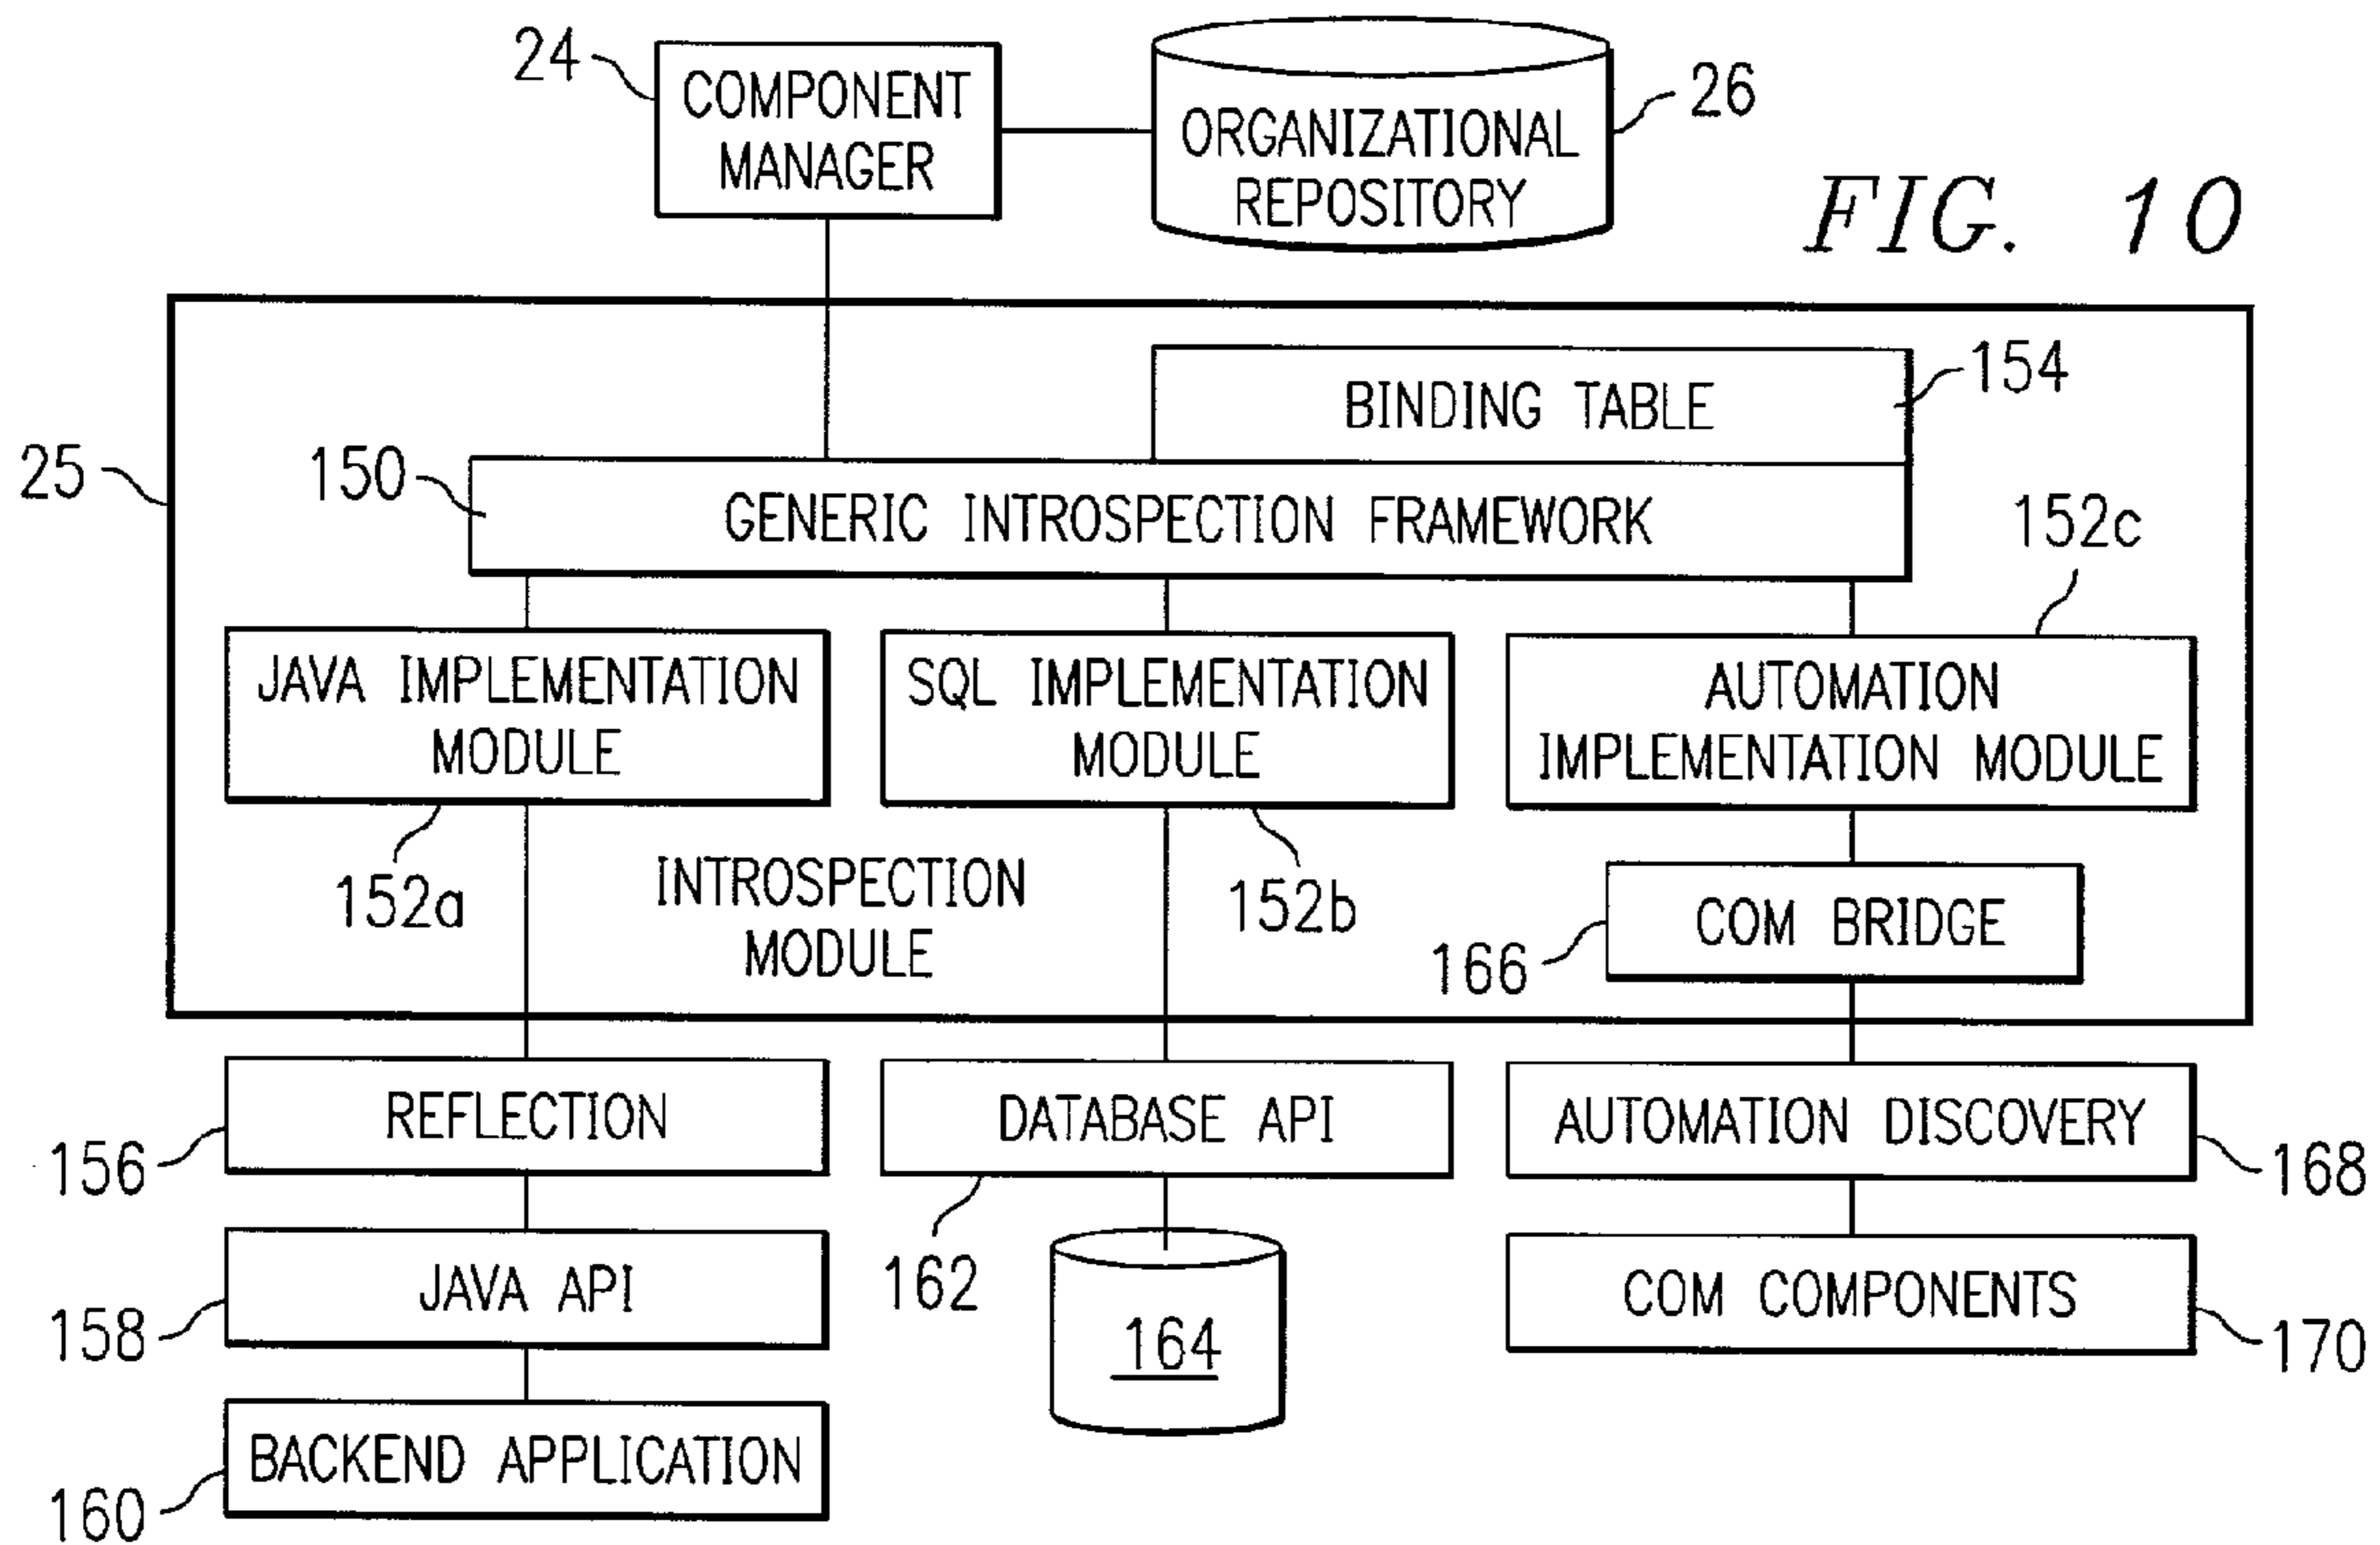 24
COMPONENT
MANAGER
ORGANIZATIONAL
REPOSITORY
26
FIG. 10
25
BINDING TABLE
154
150
GENERIC INTROSPECTION FRAMEWORK
152c
JAVA IMPLEMENTATION
MODULE
SQL IMPLEMENTATION
MODULE
AUTOMATION
IMPLEMENTATION MODULE
152a
INTROSPECTION
MODULE
152b
COM BRIDGE
166
REFLECTION
156
DATABASE API
162
AUTOMATION DISCOVERY
168
JAVA API
158
164
COM COMPONENTS
170
BACKEND APPLICATION
160